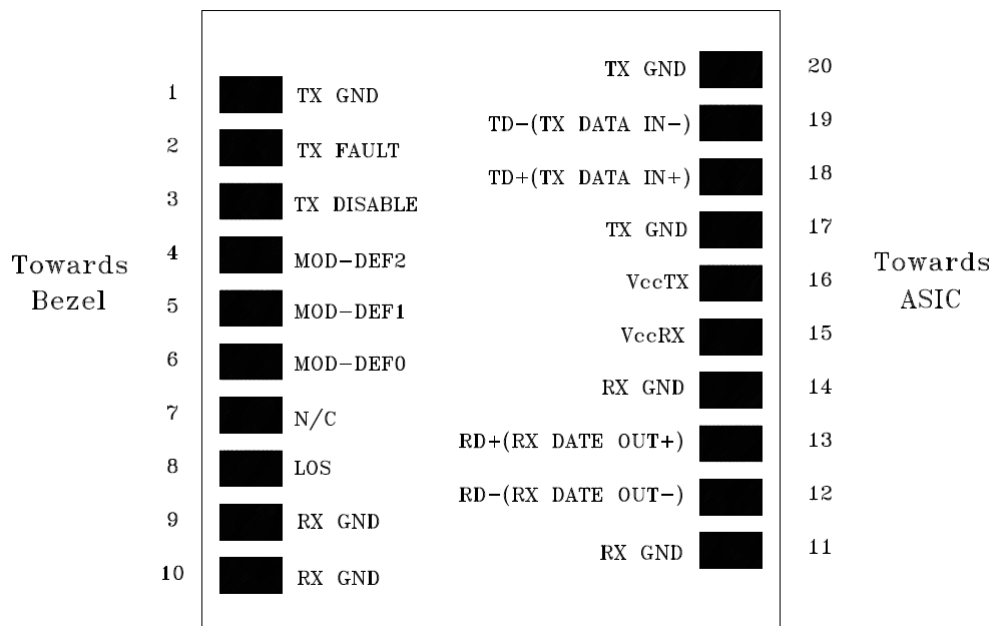 Towards
Bezel
1 TX GND
2 TX FAULT
3 TX DISABLE
4 MOD-DEF2
5 MOD-DEF1
6 MOD-DEF0
7 N/C
8 LOS
9 RX GND
10 RX GND
TX GND 20
TD-(TX DATA IN-) 19
TD+(TX DATA IN+) 18
TX GND 17
VccTX 16
VccRX 15
RX GND 14
RD+(RX DATE OUT+) 13
RD-(RX DATE OUT-) 12
RX GND 11
Towards
ASIC